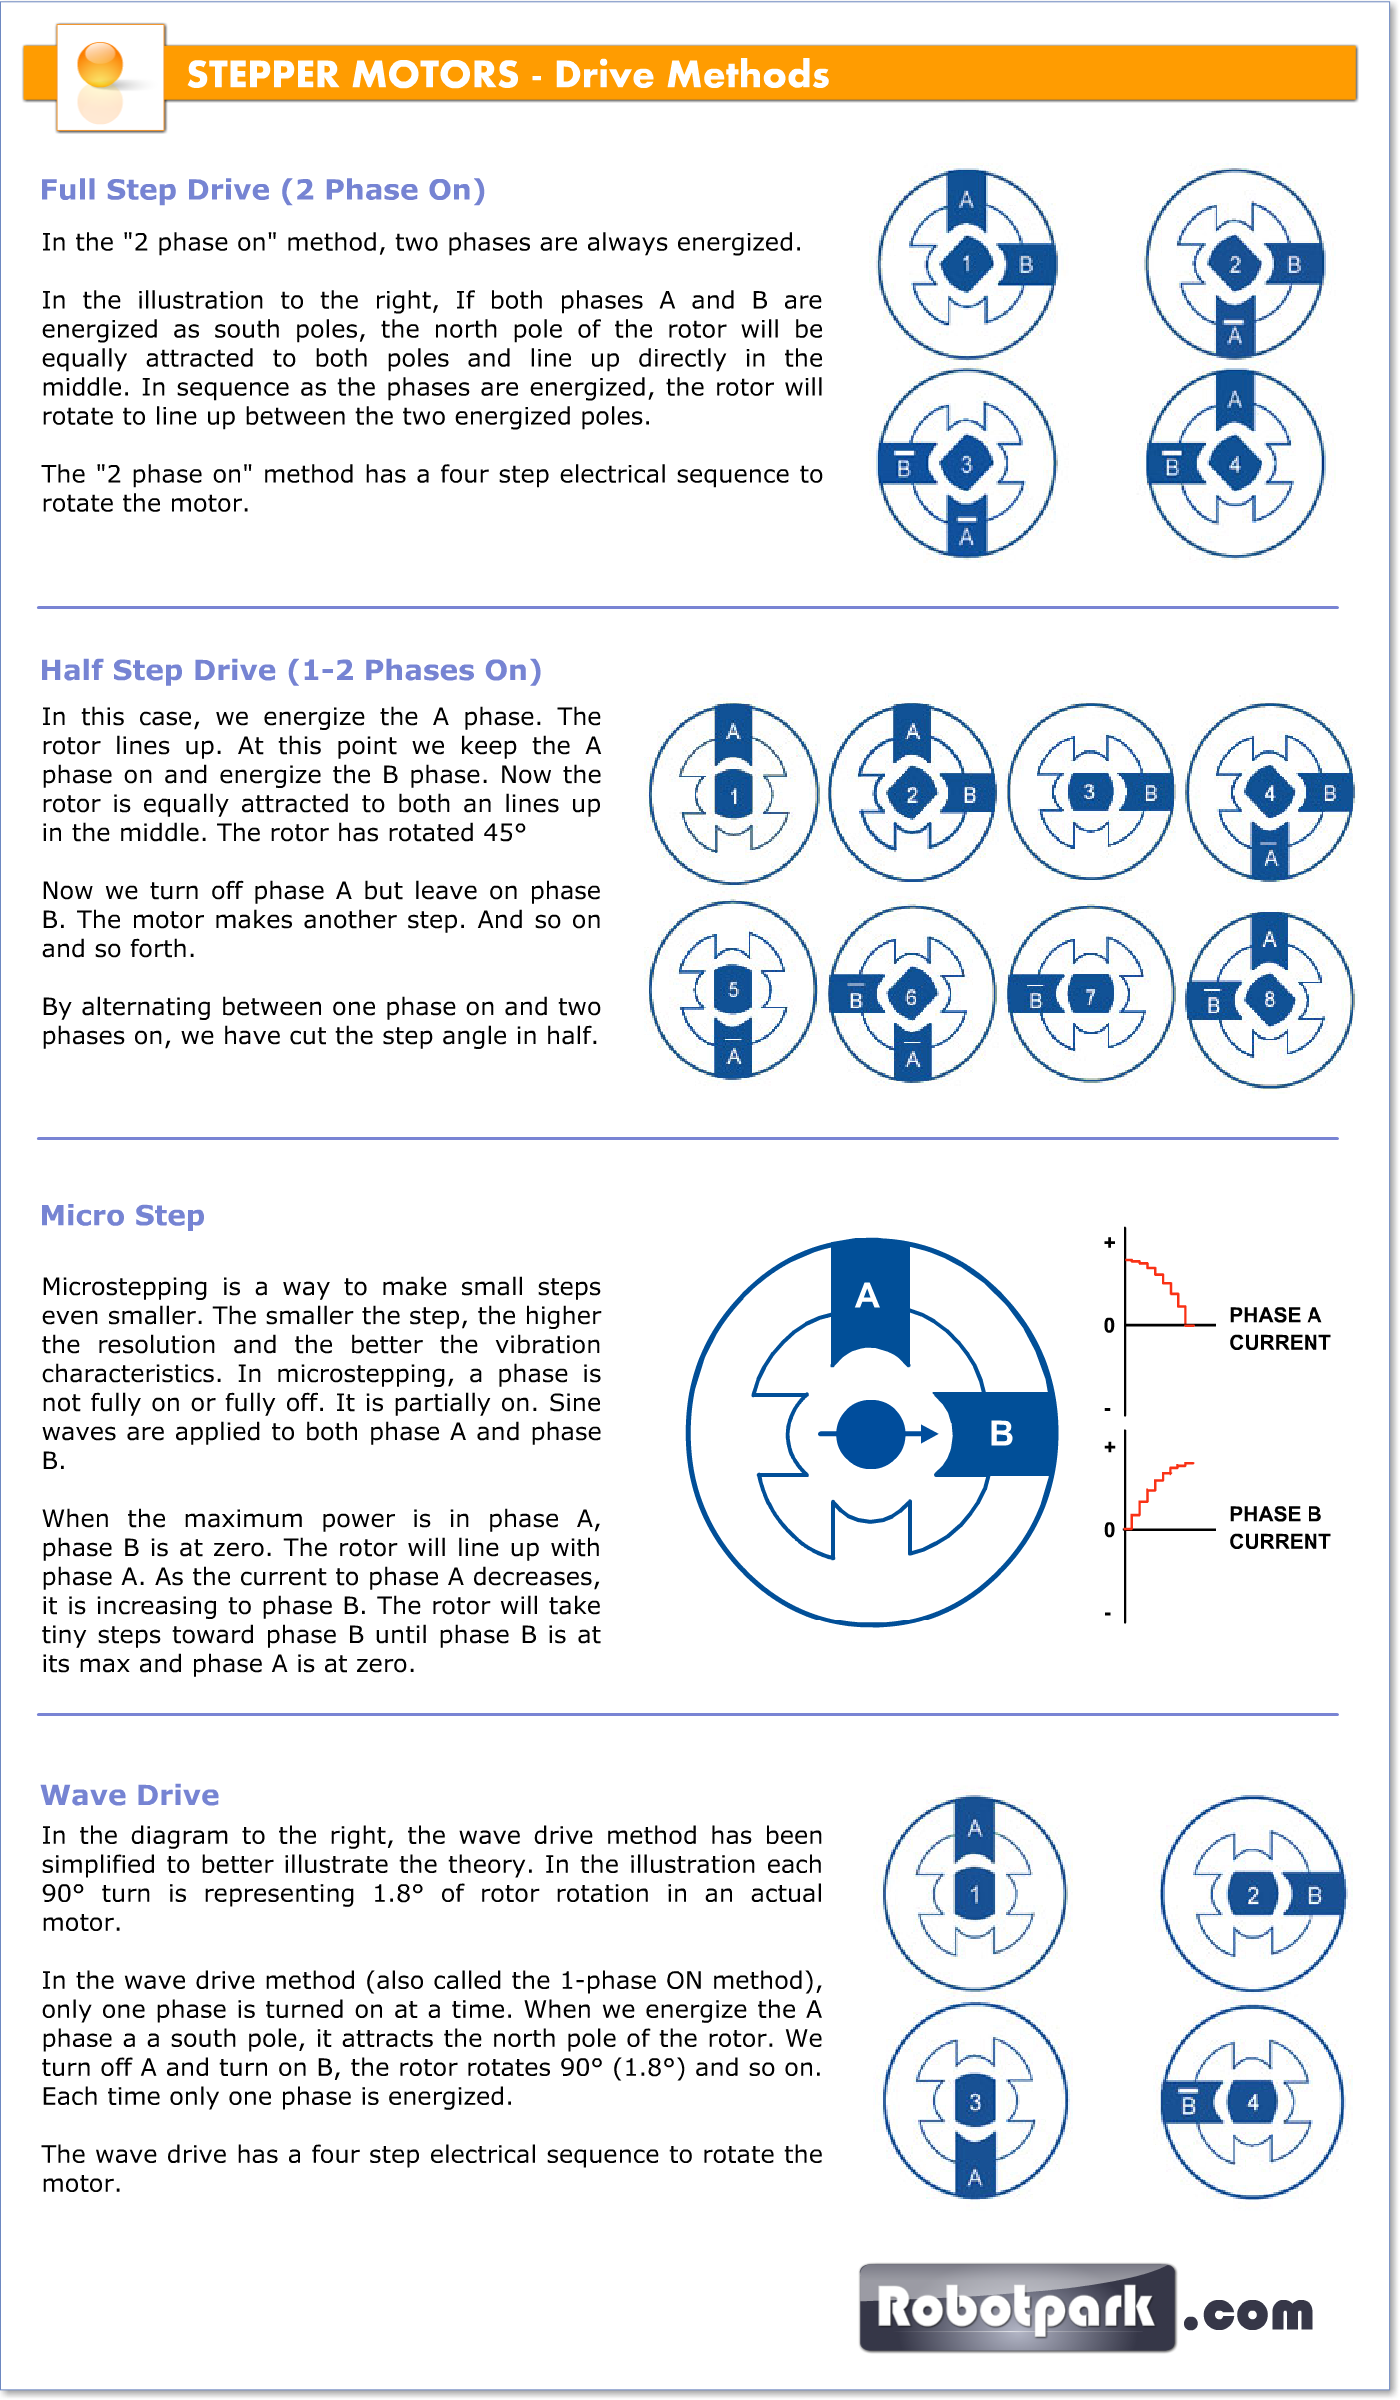 STEPPER MOTORS - Drive Methods
Full Step Drive (2 Phase On)
In the "2 phase on" method, two phases are always energized.
In the illustration to the right, If both phases A and B are
energized as south poles, the north pole of the rotor will be
equally attracted to both poles and line up directly in the
middle. In sequence as the phases are energized, the rotor will
rotate to line up between the two energized poles.
The "2 phase on" method has a four step electrical sequence to
rotate the motor.
A
1
B
2
B
A̅
B̅
3
A̅
A
B̅
4
Half Step Drive (1-2 Phases On)
In this case, we energize the A phase. The
rotor lines up. At this point we keep the A
phase on and energize the B phase. Now the
rotor is equally attracted to both an lines up
in the middle. The rotor has rotated 45°
Now we turn off phase A but leave on phase
B. The motor makes another step. And so on
and so forth.
By alternating between one phase on and two
phases on, we have cut the step angle in half.
A
1
A
2
B
3
B
4
B
A̅
5
A̅
B̅
6
A̅
B̅
7
A
B̅
8
Micro Step
Microstepping is a way to make small steps
even smaller. The smaller the step, the higher
the resolution and the better the vibration
characteristics. In microstepping, a phase is
not fully on or fully off. It is partially on. Sine
waves are applied to both phase A and phase
B.
When the maximum power is in phase A,
phase B is at zero. The rotor will line up with
phase A. As the current to phase A decreases,
it is increasing to phase B. The rotor will take
tiny steps toward phase B until phase B is at
its max and phase A is at zero.
A
B
+
0
-
PHASE A
CURRENT
+
0
-
PHASE B
CURRENT
Wave Drive
In the diagram to the right, the wave drive method has been
simplified to better illustrate the theory. In the illustration each
90° turn is representing 1.8° of rotor rotation in an actual
motor.
In the wave drive method (also called the 1-phase ON method),
only one phase is turned on at a time. When we energize the A
phase a a south pole, it attracts the north pole of the rotor. We
turn off A and turn on B, the rotor rotates 90° (1.8°) and so on.
Each time only one phase is energized.
The wave drive has a four step electrical sequence to rotate the
motor.
A
1
2
B
3
A
B̅
4
Robotpark.com